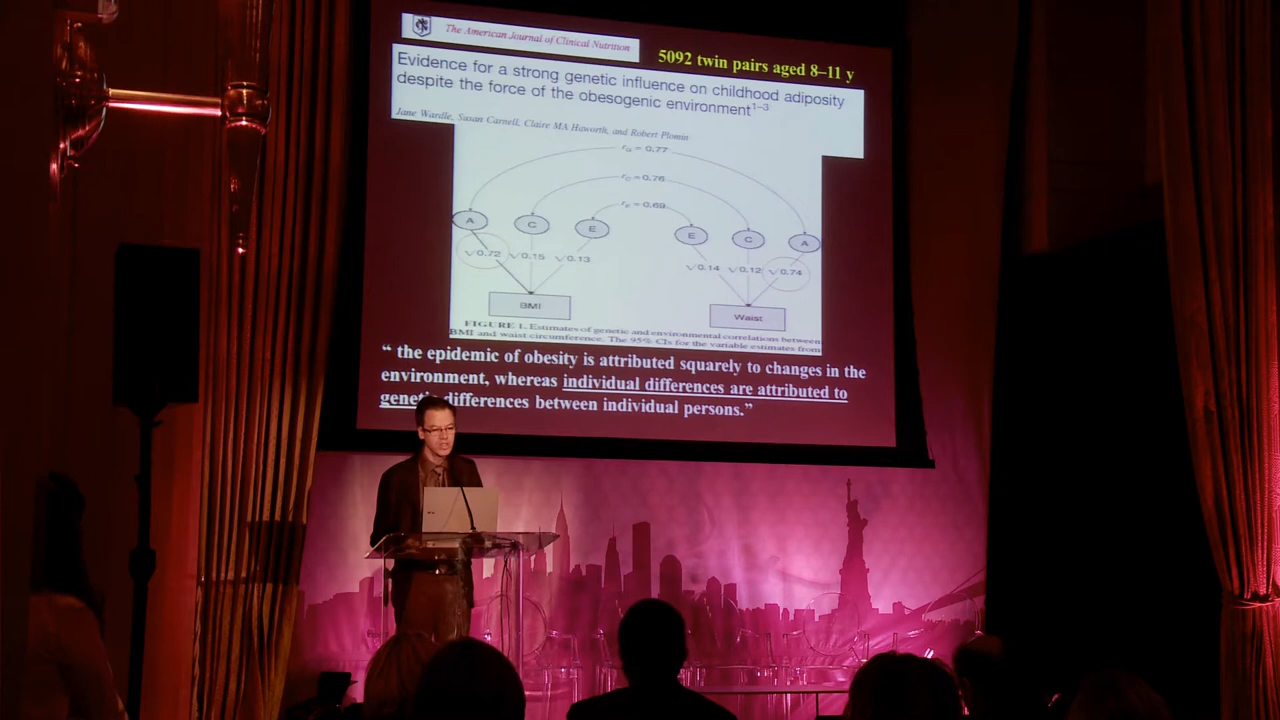 The American Journal of Clinical Nutrition
5092 twin pairs aged 8–11 y
Evidence for a strong genetic influence on childhood adiposity
despite the force of the obesogenic environment1–3
Jane Wardle, Susan Carnell, Claire MA Haworth, and Robert Plomin
rG = 0.77
rC = 0.76
rE = 0.69
A C E E C A
√0.72 √0.15 √0.13 √0.14 √0.12 √0.74
BMI Waist
FIGURE 1. Estimates of genetic and environmental correlations between
BMI and waist circumference. The 95% CIs for the variable estimates from
“ the epidemic of obesity is attributed squarely to changes in the
environment, whereas individual differences are attributed to
genetic differences between individual persons.”